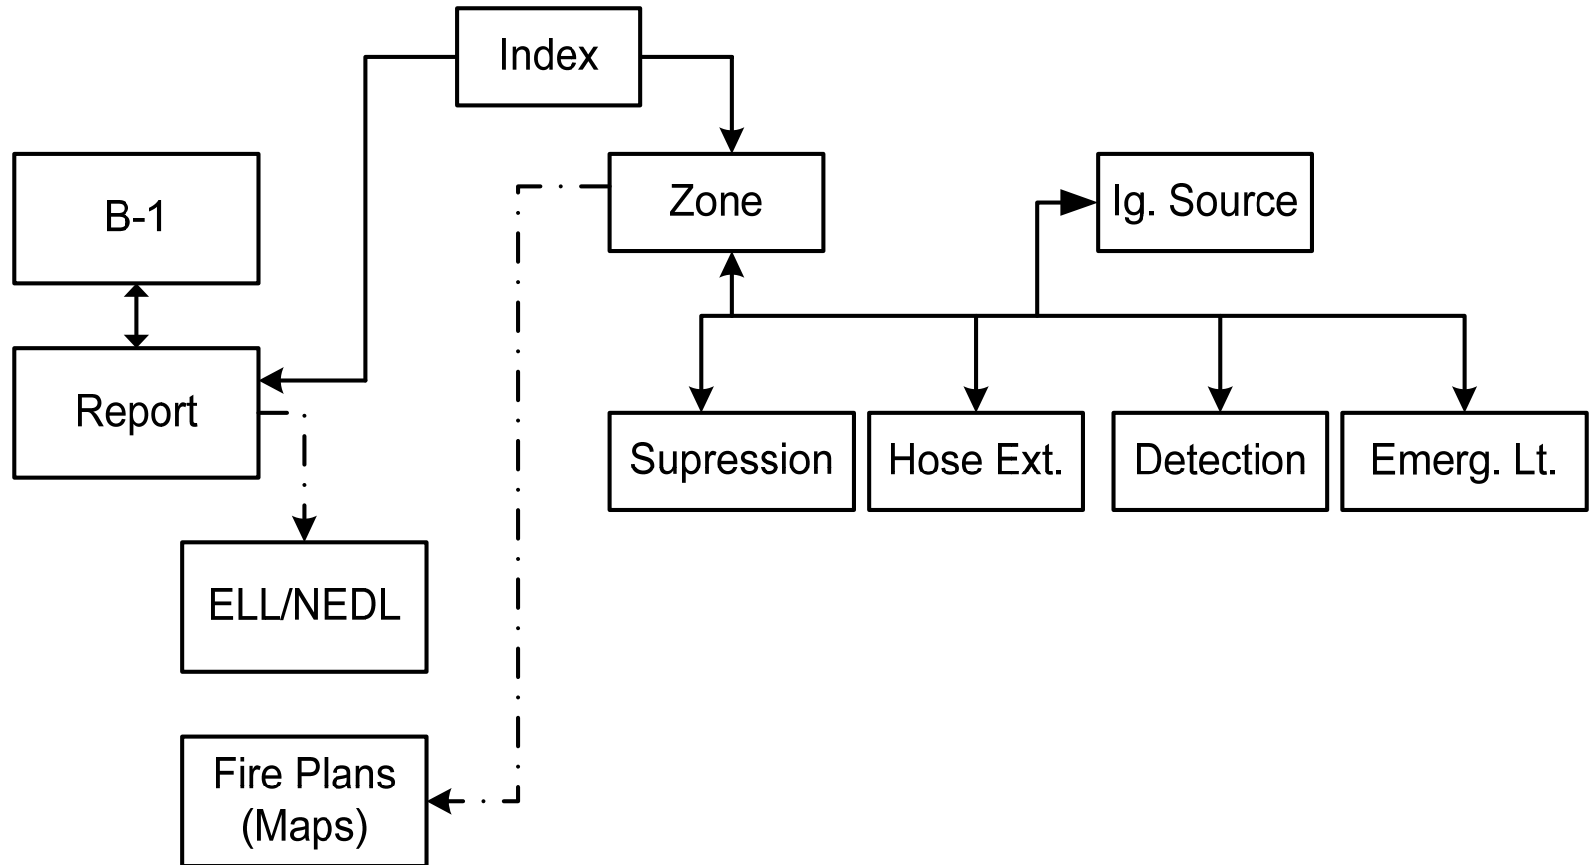 Index
B-1
Zone
Ig. Source
Report
Supression
Hose Ext.
Detection
Emerg. Lt.
ELL/NEDL
Fire Plans
(Maps)